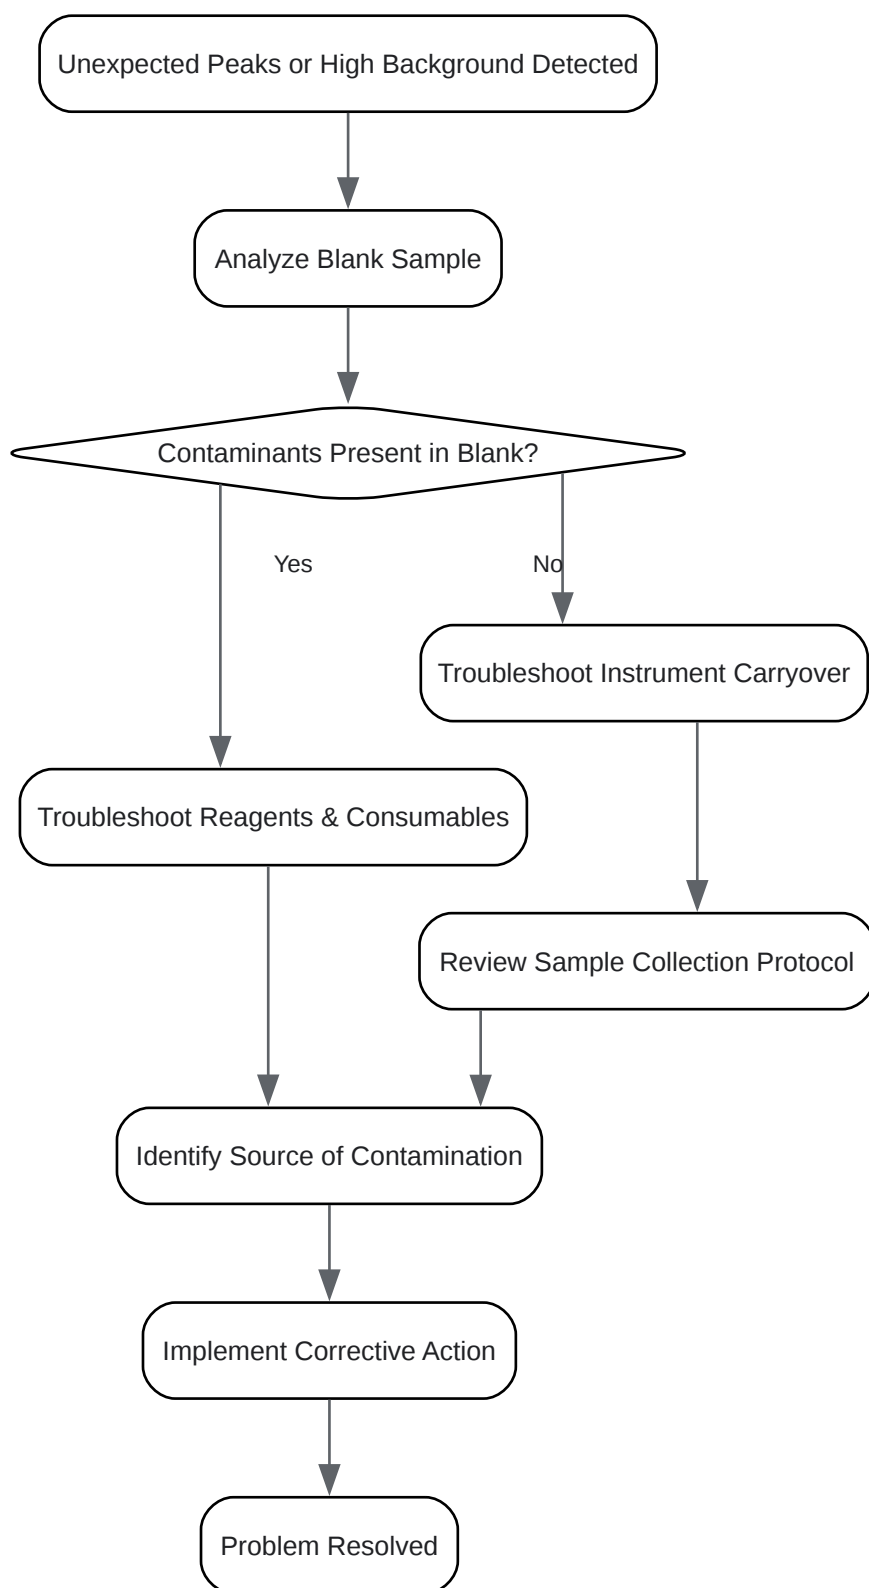 Unexpected Peaks or High Background Detected
Analyze Blank Sample
Contaminants Present in Blank?
Yes
No
Troubleshoot Instrument Carryover
Troubleshoot Reagents & Consumables
Review Sample Collection Protocol
Identify Source of Contamination
Implement Corrective Action
Problem Resolved